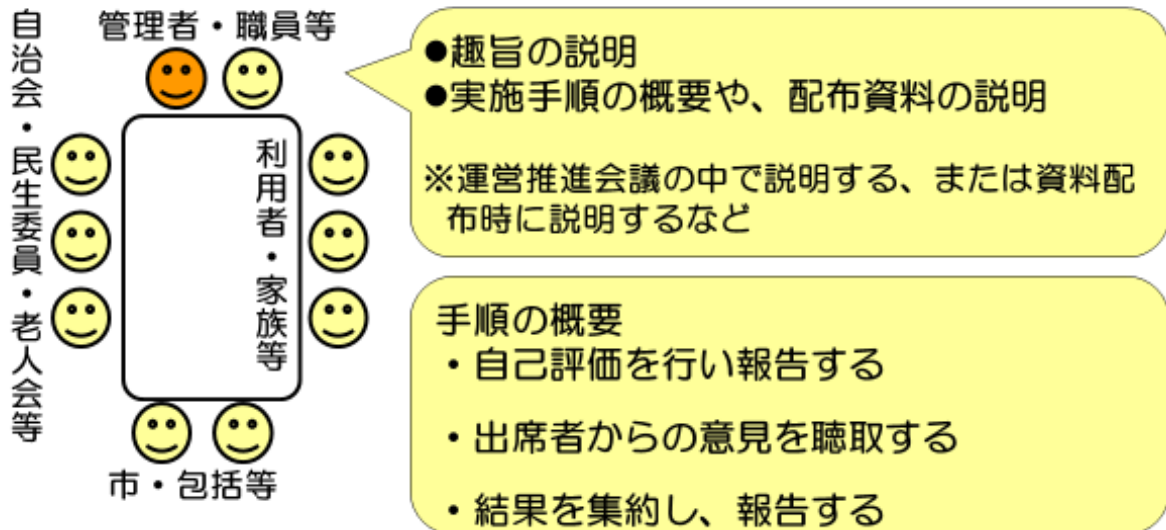 自治会・民生委員・老人会等
管理者・職員等
利用者・家族等
市・包括等
●趣旨の説明
●実施手順の概要や、配布資料の説明
※運営推進会議の中で説明する、または資料配
布時に説明するなど
手順の概要
・自己評価を行い報告する
・出席者からの意見を聴取する
・結果を集約し、報告する